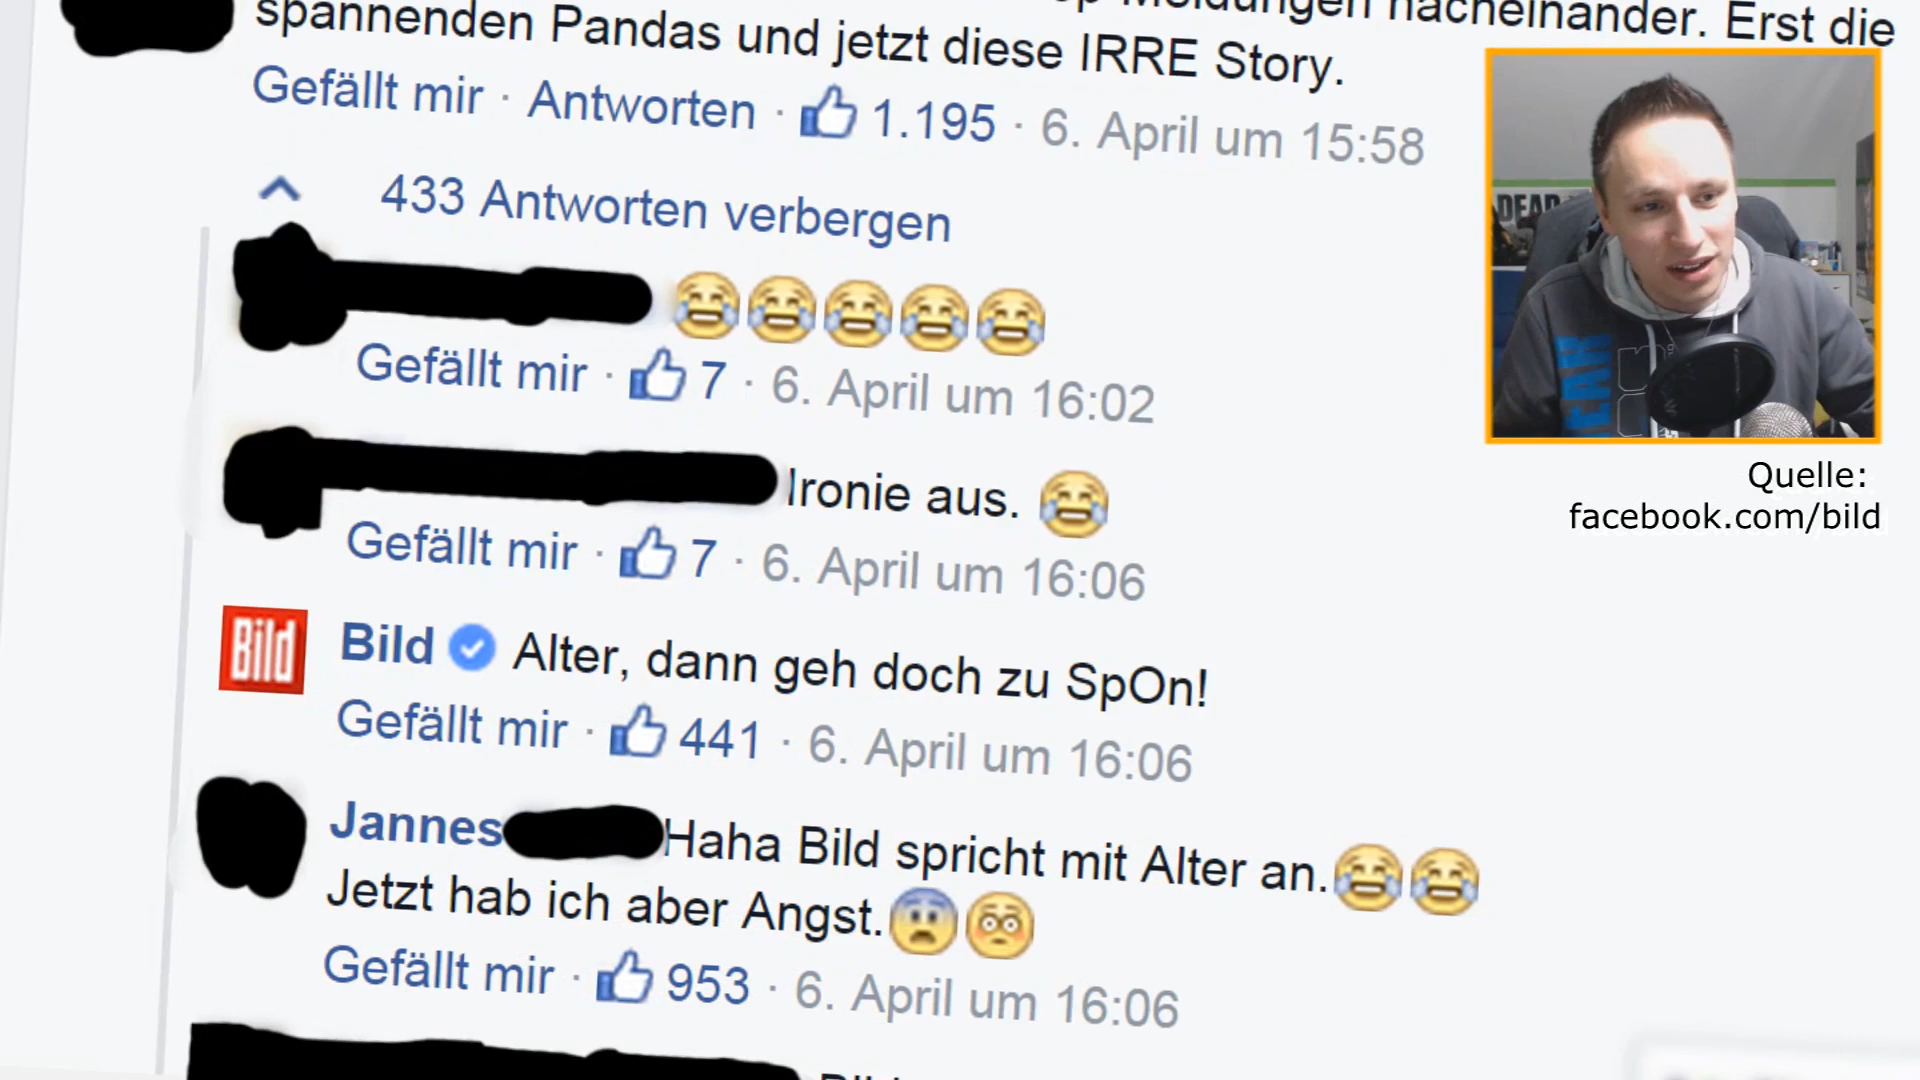 Meldungen nacheinander. Erst die
spannenden Pandas und jetzt diese IRRE Story.
Gefällt mir · Antworten · 1.195 · 6. April um 15:58
433 Antworten verbergen
Gefällt mir · 7 · 6. April um 16:02
Ironie aus.
Gefällt mir · 7 · 6. April um 16:06
Bild Bild Alter, dann geh doch zu SpOn!
Gefällt mir · 441 · 6. April um 16:06
Jannes Haha Bild spricht mit Alter an.
Jetzt hab ich aber Angst.
Gefällt mir · 953 · 6. April um 16:06
DEAD
Quelle:
facebook.com/bild